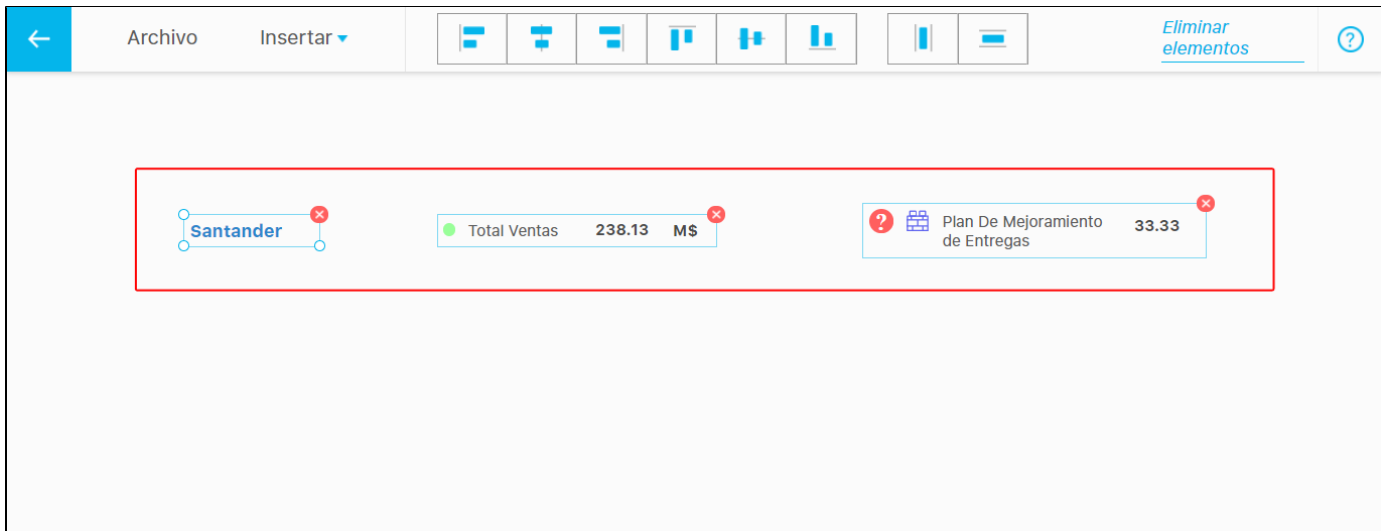 Archivo
Insertar
Eliminar
elementos
?
Santander
Total Ventas 238.13 M$
? Plan De Mejoramiento 33.33
de Entregas